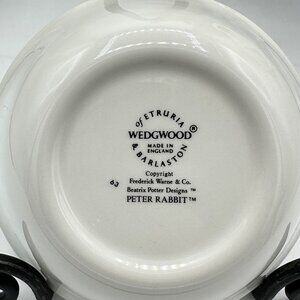 of ETRURIA
WEDGWOOD®
MADE IN
ENGLAND
& BARLASTON
Copyright
Frederick Warne & Co.
Beatrix Potter Designs ™
PETER RABBIT™